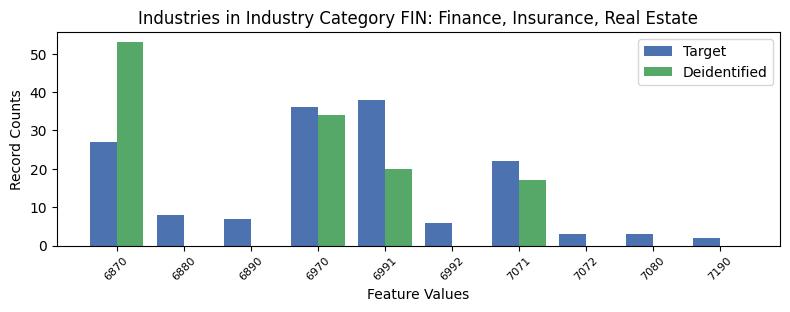 Industries in Industry Category FIN: Finance, Insurance, Real Estate
Target
Deidentified
Record Counts
50
40
30
20
10
0
6870 6880 6890 6970 6991 6992 7071 7072 7080 7190
Feature Values